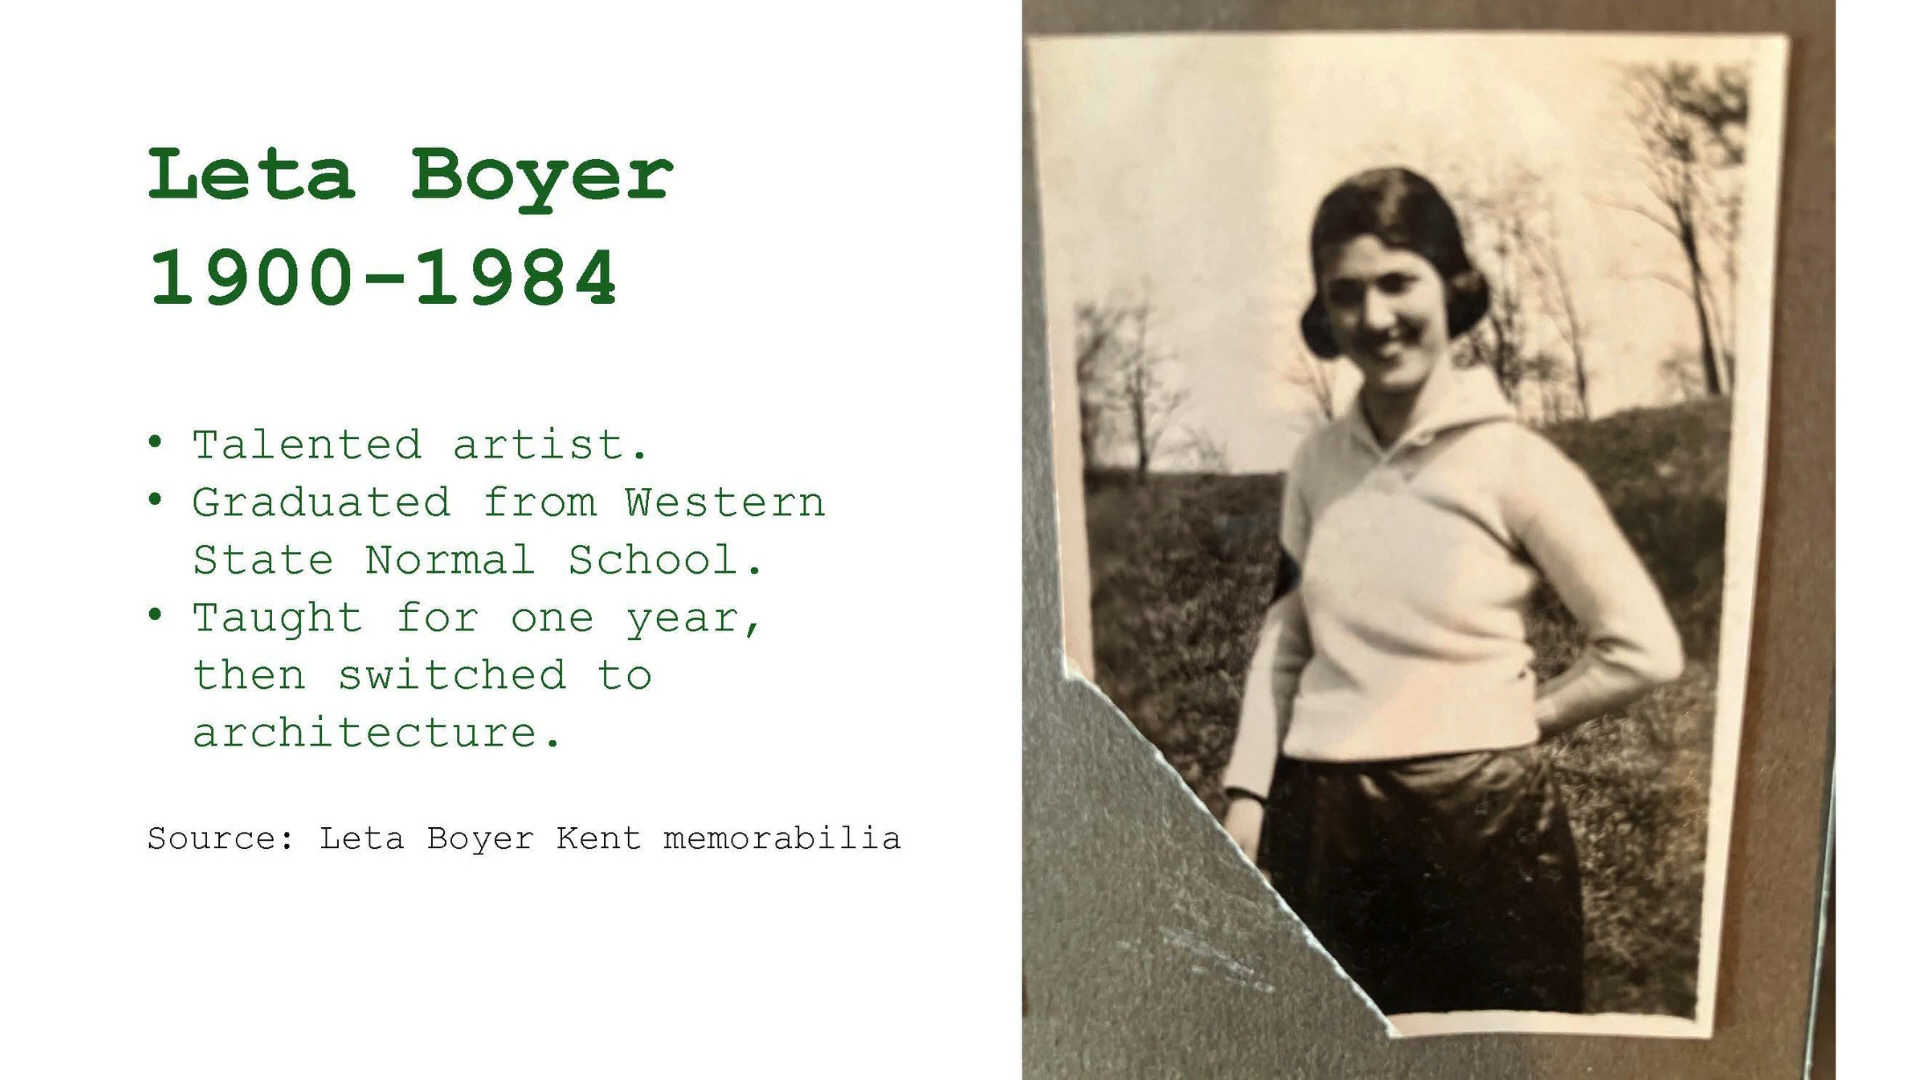 Leta Boyer
1900-1984
• Talented artist.
• Graduated from Western
State Normal School.
• Taught for one year,
then switched to
architecture.
Source: Leta Boyer Kent memorabilia